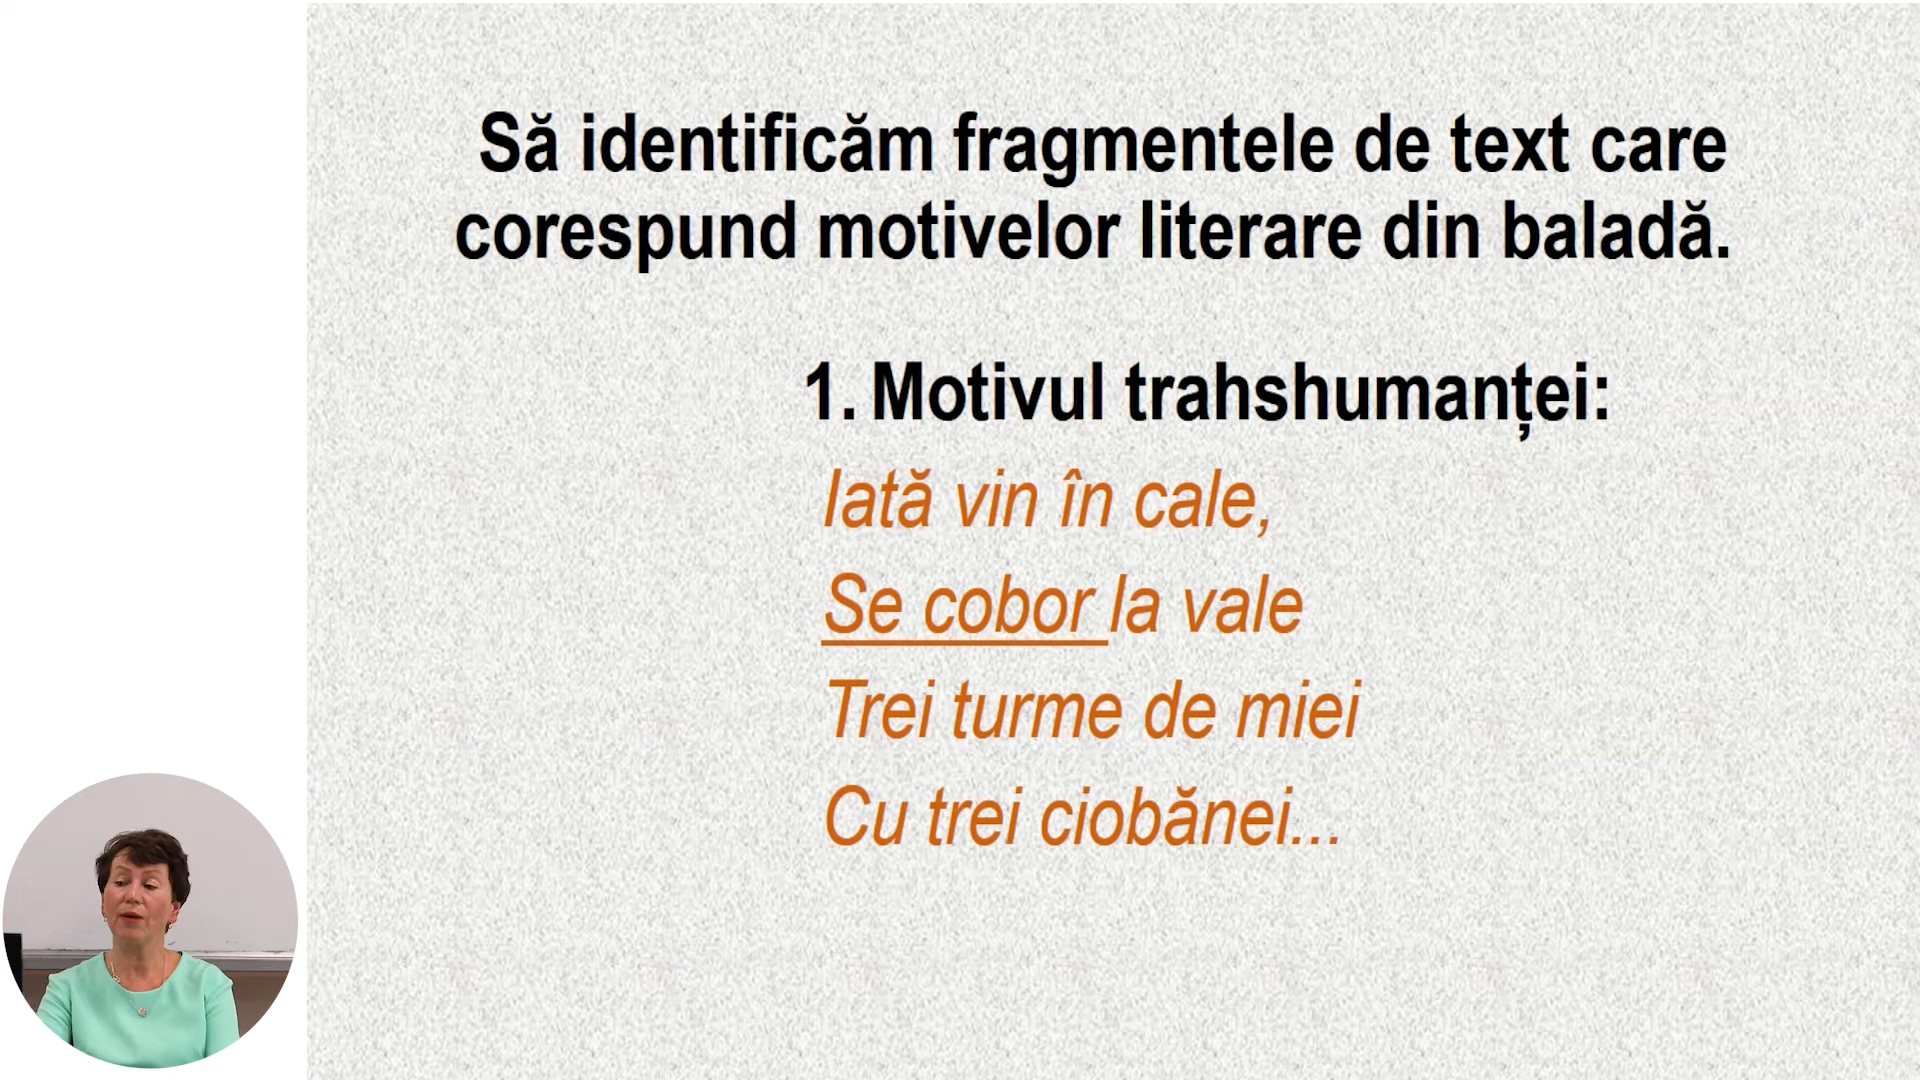 Să identificăm fragmentele de text care
corespund motivelor literare din baladă.
1. Motivul trahshumanței:
Iată vin în cale,
Se cobor la vale
Trei turme de miei
Cu trei ciobănei...